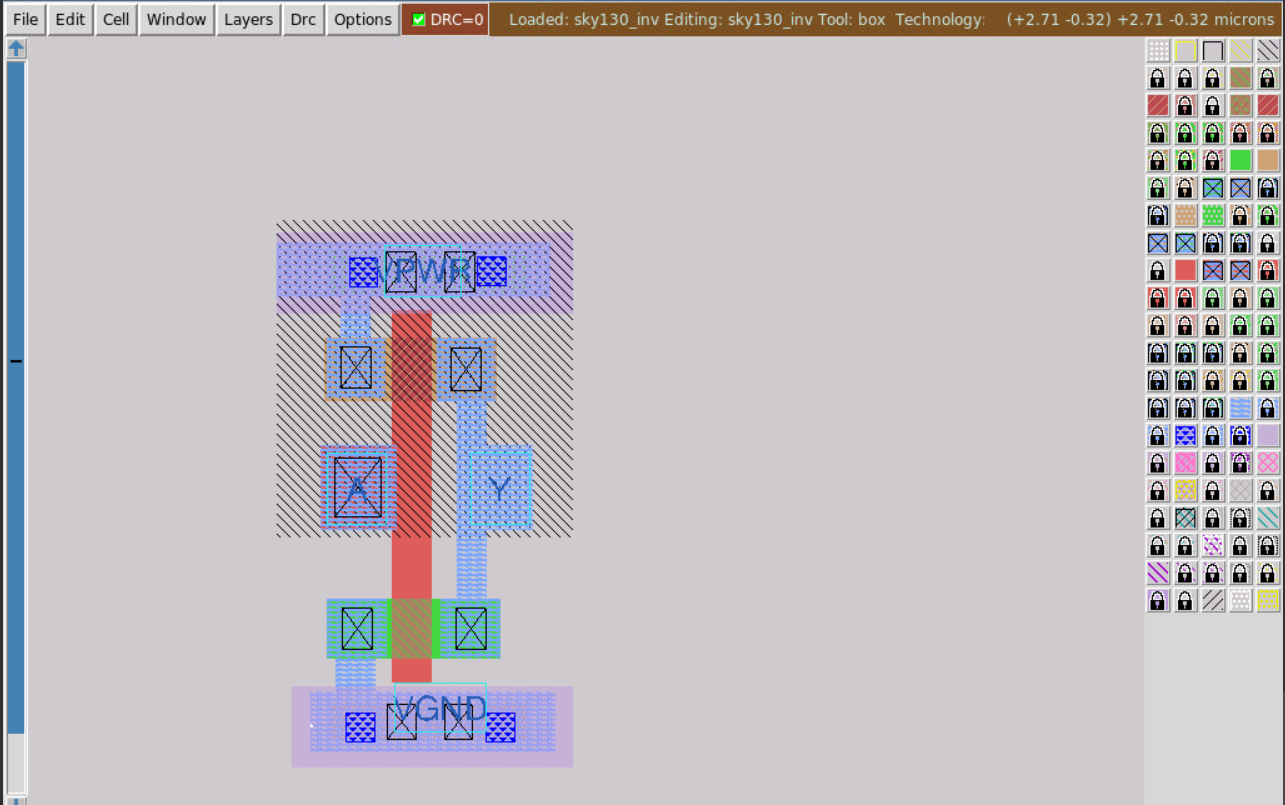 File Edit Cell Window Layers Drc Options DRC=0 Loaded: sky130_inv Editing: sky130_inv Tool: box Technology: (+2.71 -0.32) +2.71 -0.32 microns
VPWR
A Y
VGND